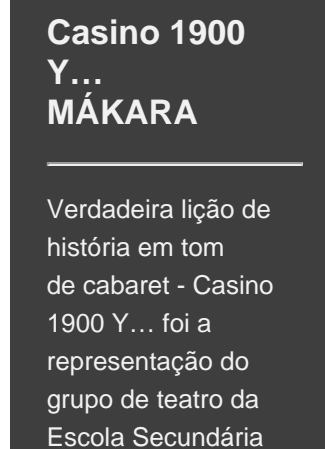 Casino 1900
Y…
MÁKARA
Verdadeira lição de
história em tom
de cabaret - Casino
1900 Y… foi a
representação do
grupo de teatro da
Escola Secundária